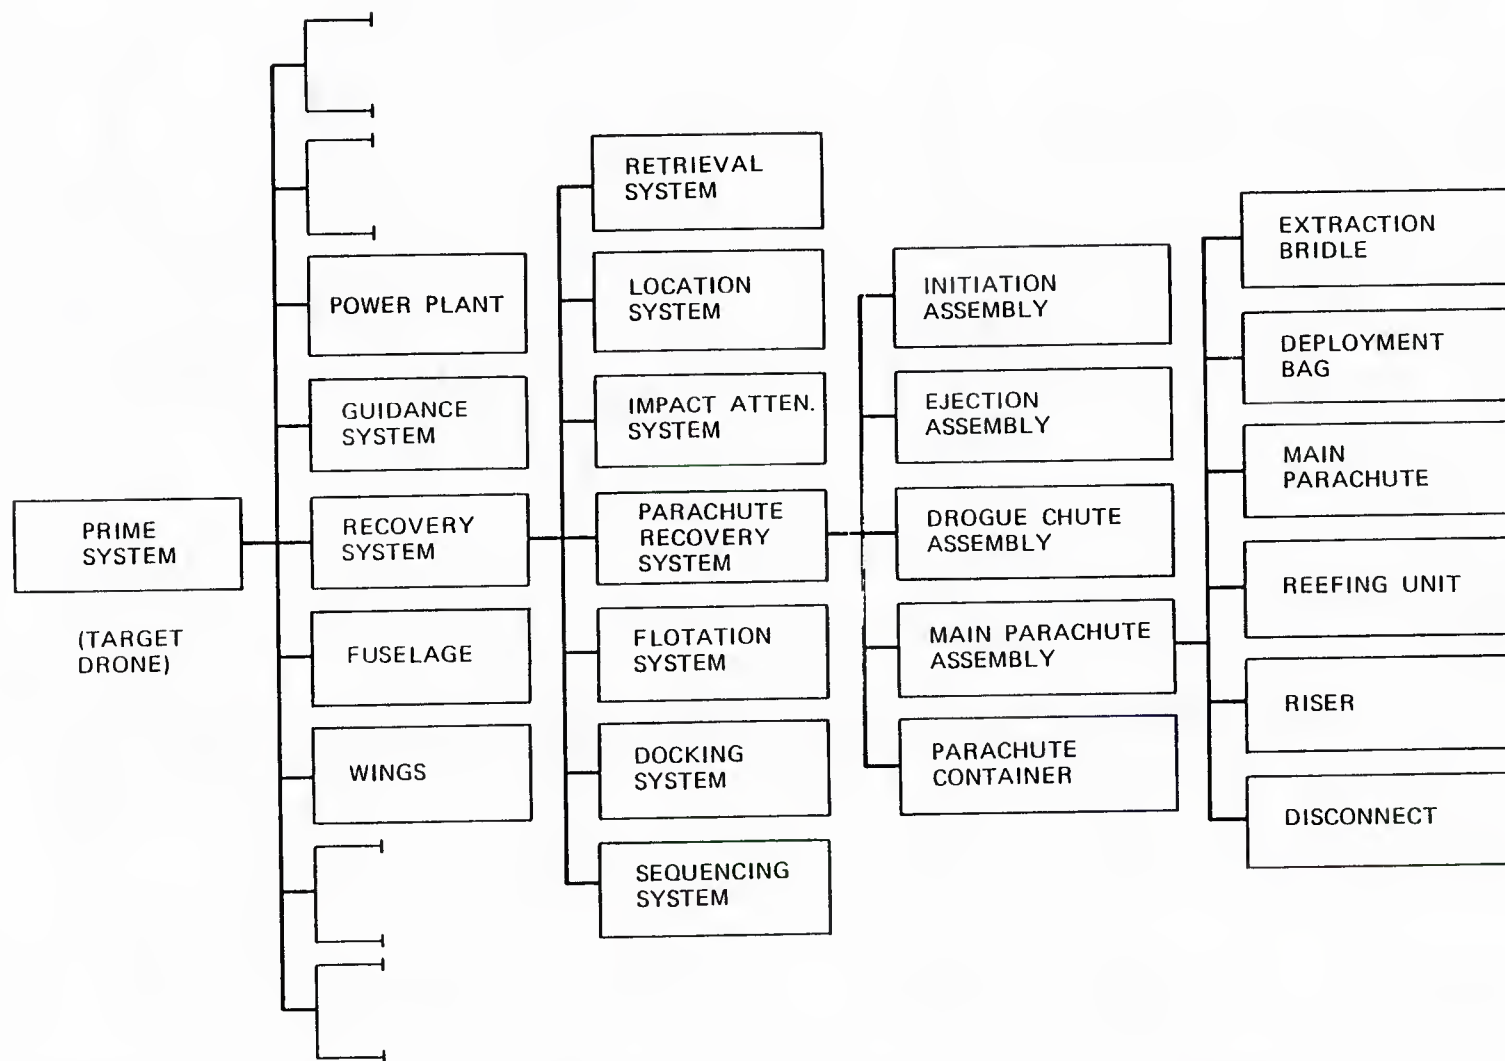 PRIME
SYSTEM
(TARGET
DRONE)
POWER PLANT
GUIDANCE
SYSTEM
RECOVERY
SYSTEM
FUSELAGE
WINGS
RETRIEVAL
SYSTEM
LOCATION
SYSTEM
IMPACT ATTEN.
SYSTEM
PARACHUTE
RECOVERY
SYSTEM
FLOTATION
SYSTEM
DOCKING
SYSTEM
SEQUENCING
SYSTEM
INITIATION
ASSEMBLY
EJECTION
ASSEMBLY
DROGUE CHUTE
ASSEMBLY
MAIN PARACHUTE
ASSEMBLY
PARACHUTE
CONTAINER
EXTRACTION
BRIDLE
DEPLOYMENT
BAG
MAIN
PARACHUTE
REEFING UNIT
RISER
DISCONNECT